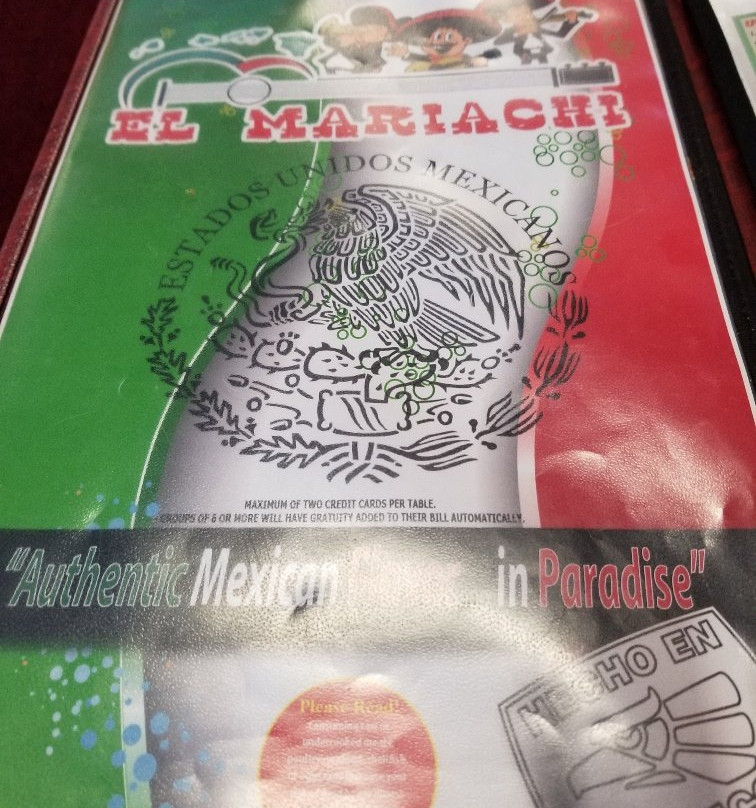 EL MARIACHI
ESTADOS UNIDOS MEXICANOS
MAXIMUM OF TWO CREDIT CARDS PER TABLE.
GROUPS OF 6 OR MORE WILL HAVE GRATUITY ADDED TO THEIR BILL AUTOMATICALLY.
"Authentic Mexican in Paradise"
HECHO EN
Please Read!
undercooked